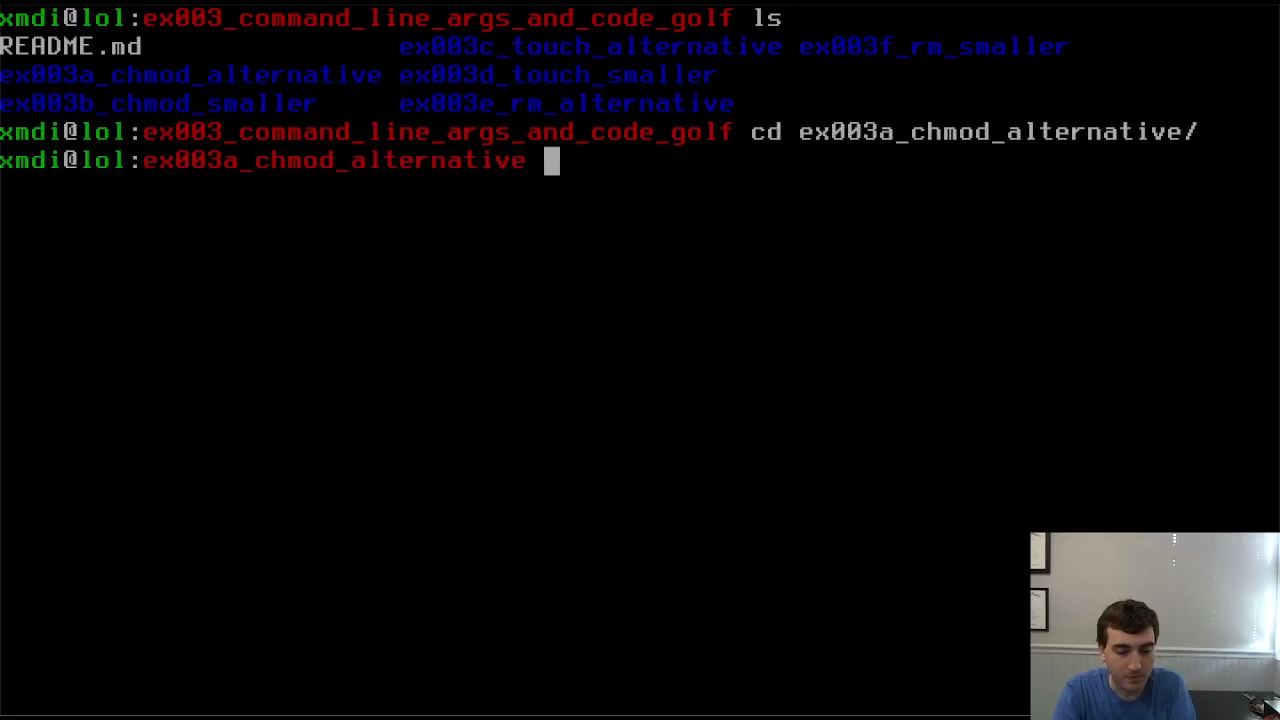 xmdi@lol:ex003_command_line_args_and_code_golf ls
README.md ex003c_touch_alternative ex003f_rm_smaller
ex003a_chmod_alternative ex003d_touch_smaller
ex003b_chmod_smaller ex003e_rm_alternative
xmdi@lol:ex003_command_line_args_and_code_golf cd ex003a_chmod_alternative/
xmdi@lol:ex003a_chmod_alternative